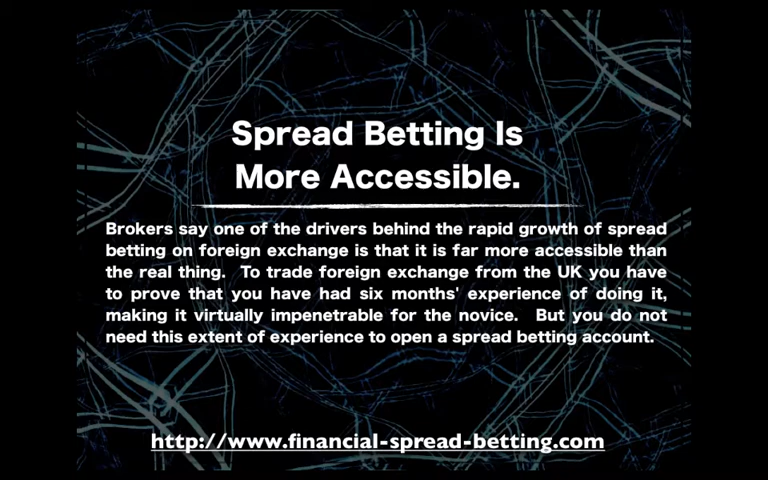 Spread Betting Is
More Accessible.
Brokers say one of the drivers behind the rapid growth of spread
betting on foreign exchange is that it is far more accessible than
the real thing. To trade foreign exchange from the UK you have
to prove that you have had six months' experience of doing it,
making it virtually impenetrable for the novice. But you do not
need this extent of experience to open a spread betting account.
http://www.financial-spread-betting.com